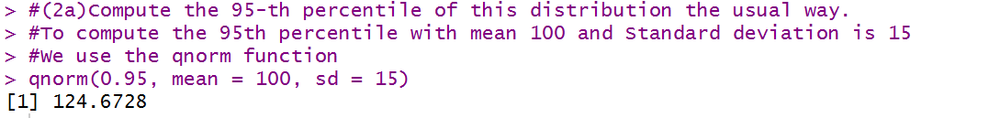 > #(2a)Compute the 95-th percentile of this distribution the usual way.
> #To compute the 95th percentile with mean 100 and Standard deviation is 15
> #We use the qnorm function
> qnorm(0.95, mean = 100, sd = 15)
[1] 124.6728